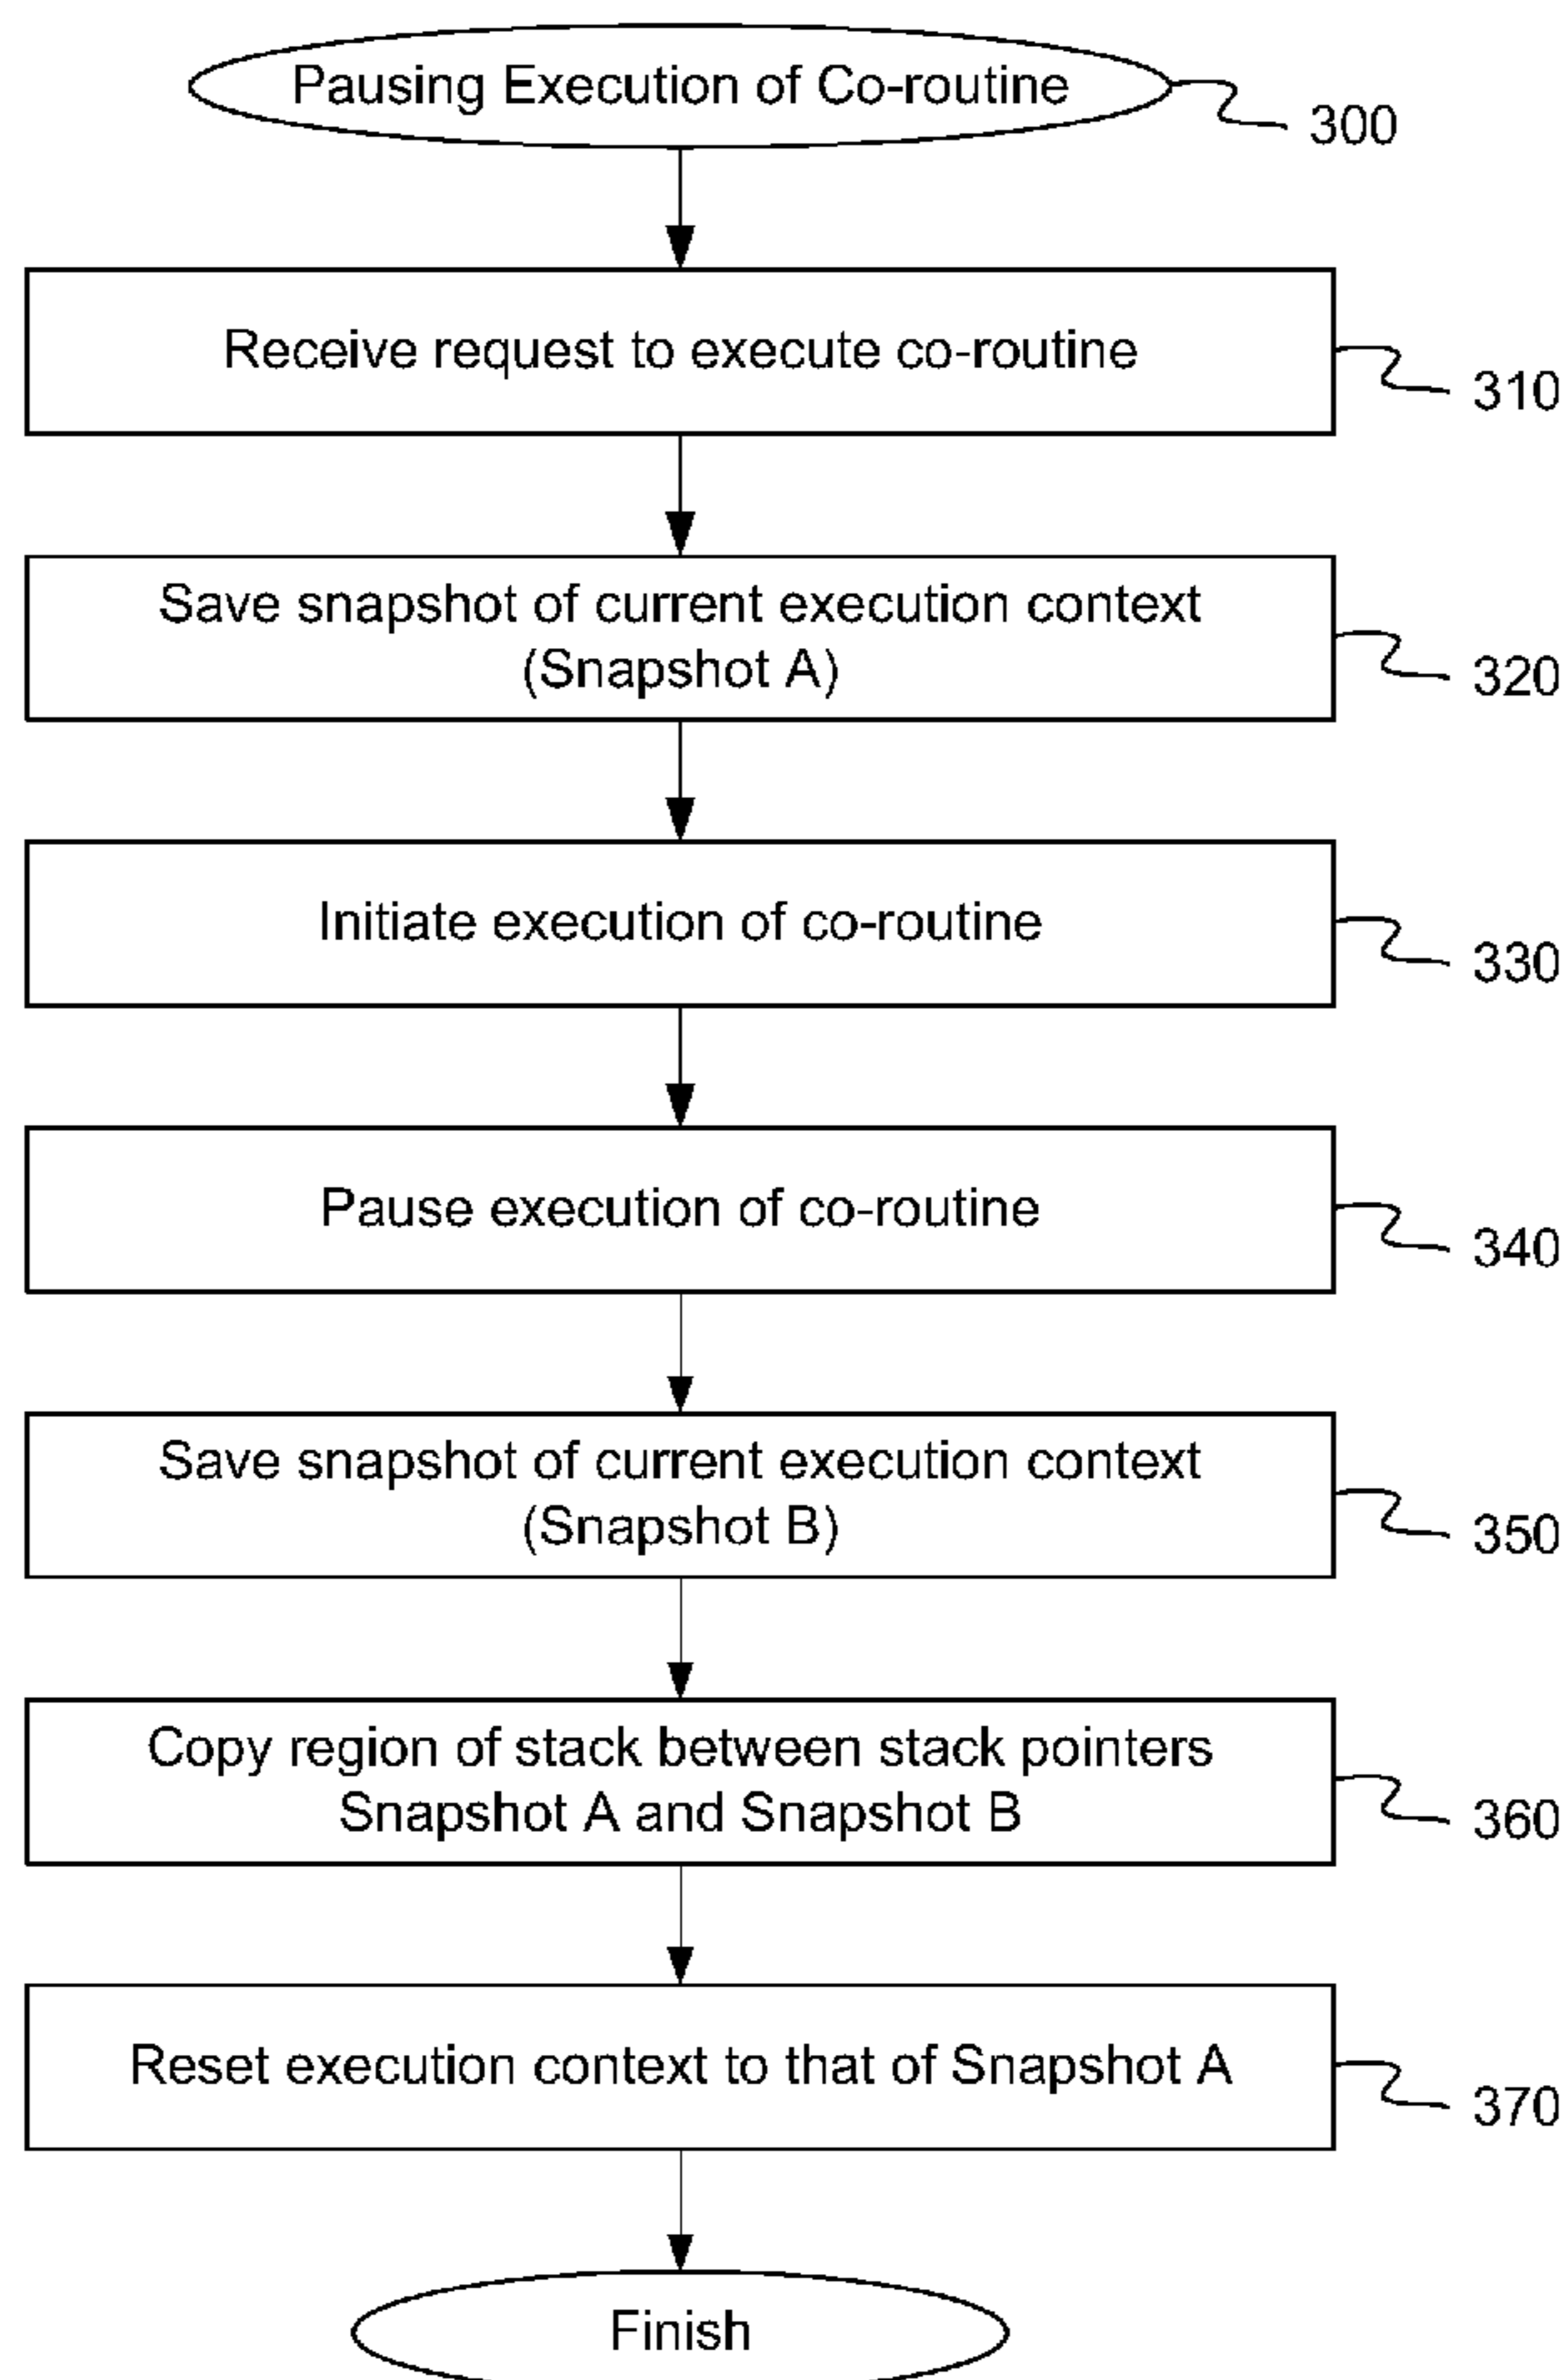 Pausing Execution of Co-routine
300
Receive request to execute co-routine
310
Save snapshot of current execution context
(Snapshot A)
320
Initiate execution of co-routine
330
Pause execution of co-routine
340
Save snapshot of current execution context
(Snapshot B)
350
Copy region of stack between stack pointers
Snapshot A and Snapshot B
360
Reset execution context to that of Snapshot A
370
Finish